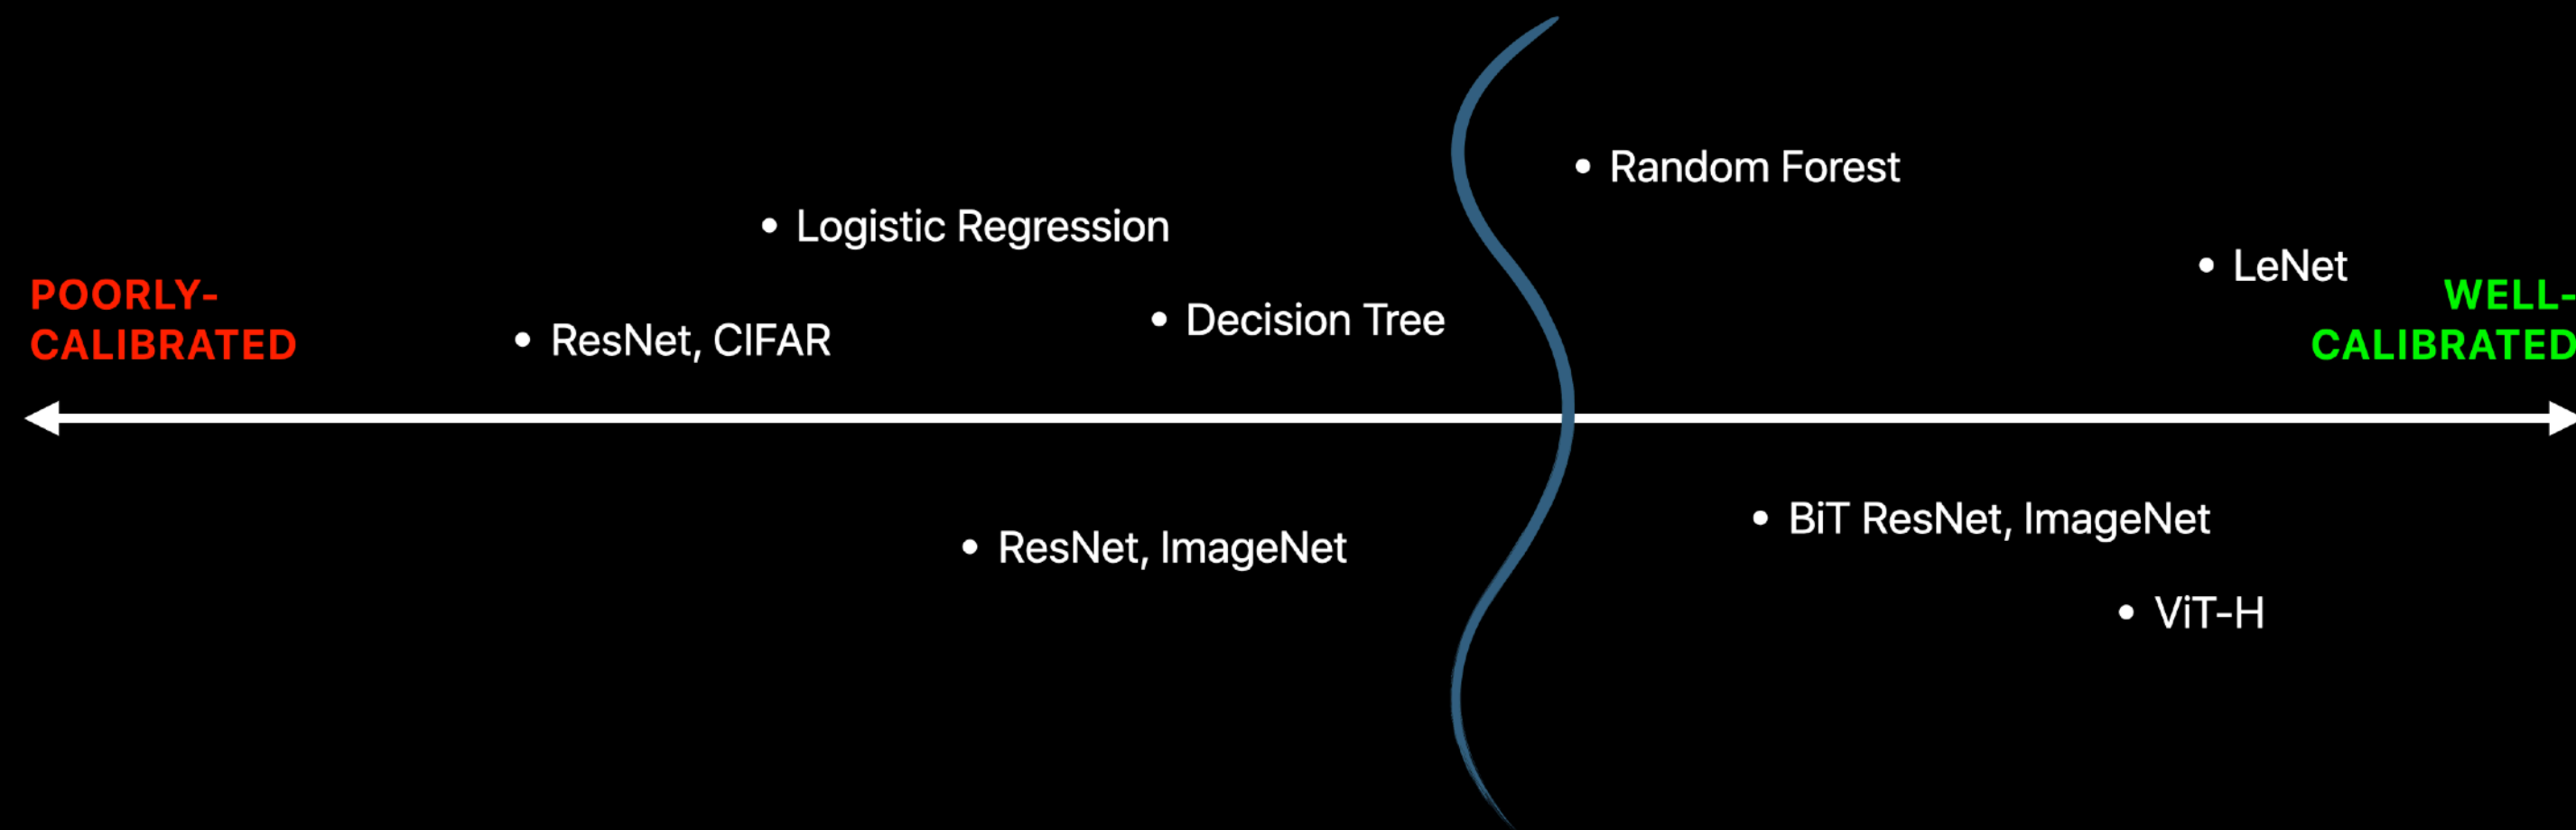 • Random Forest
• Logistic Regression
• LeNet
POORLY-
CALIBRATED
WELL-
CALIBRATED
• Decision Tree
• ResNet, CIFAR
• BiT ResNet, ImageNet
• ResNet, ImageNet
• ViT-H